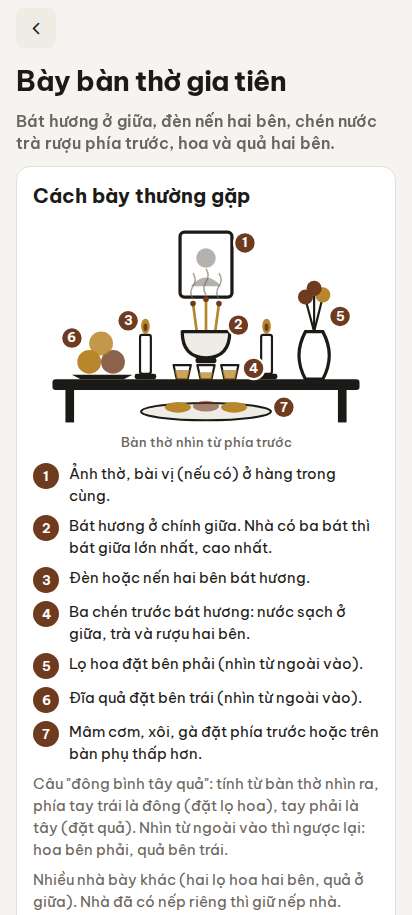 Bày bàn thờ gia tiên
Bát hương ở giữa, đèn nến hai bên, chén nước
trà rượu phía trước, hoa và quả hai bên.
Cách bày thường gặp
1
3
2
5
6
4
7
Bàn thờ nhìn từ phía trước
1 Ảnh thờ, bài vị (nếu có) ở hàng trong
cùng.
2 Bát hương ở chính giữa. Nhà có ba bát thì
bát giữa lớn nhất, cao nhất.
3 Đèn hoặc nến hai bên bát hương.
4 Ba chén trước bát hương: nước sạch ở
giữa, trà và rượu hai bên.
5 Lọ hoa đặt bên phải (nhìn từ ngoài vào).
6 Đĩa quả đặt bên trái (nhìn từ ngoài vào).
7 Mâm cơm, xôi, gà đặt phía trước hoặc trên
bàn phụ thấp hơn.
Câu "đông bình tây quả": tính từ bàn thờ nhìn ra,
phía tay trái là đông (đặt lọ hoa), tay phải là
tây (đặt quả). Nhìn từ ngoài vào thì ngược lại:
hoa bên phải, quả bên trái.
Nhiều nhà bày khác (hai lọ hoa hai bên, quả ở
giữa). Nhà đã có nếp riêng thì giữ nếp nhà.